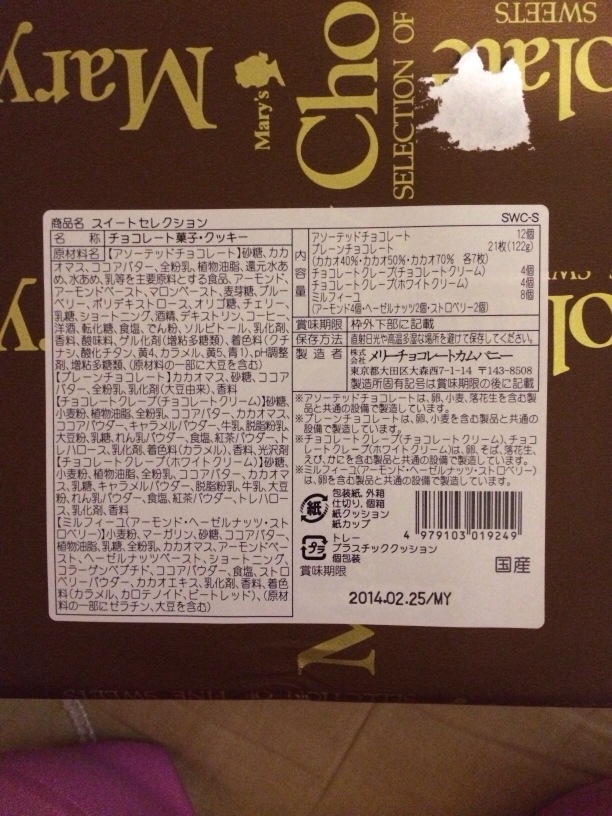 Mary
Mary's
Cho
SELECTION OF
SWEETS
商品名 スイートセレクション SWC-S
名 称 チョコレート菓子・クッキー
原材料名【アソーテッドチョコレート】砂糖、カカ
オマス、ココアバター、全粉乳、植物油脂、還元水あ
め、水あめ、乳等を主要原料とする食品、アーモンド、
アーモンドペースト、マロンペースト、麦芽糖、ブルー
ベリー、ポリデキストロース、オリゴ糖、チェリー、
乳糖、ショートニング、酒精、デキストリン、コーヒー、
洋酒、転化糖、食塩、でん粉、ソルビトール、乳化剤、
香料、酸味料、ゲル化剤(増粘多糖類)、着色料(クチ
ナシ、酸化チタン、黄4、カラメル、黄5、青1)、pH調整
剤、増粘多糖類、(原材料の一部に大豆を含む)
【プレーンチョコレート】カカオマス、砂糖、ココア
バター、全粉乳、乳化剤(大豆由来)、香料
【チョコレートクレープ(チョコレートクリーム)】砂糖、
小麦粉、植物油脂、全粉乳、ココアバター、カカオマス、
ココアパウダー、キャラメルパウダー、牛乳、脱脂粉乳、
大豆粉、乳糖、れん乳パウダー、食塩、紅茶パウダー、ト
レハロース、乳化剤、着色料(カラメル)、香料、光沢剤
【チョコレートクレープ(ホワイトクリーム)】砂糖、
小麦粉、植物油脂、全粉乳、ココアバター、カカオマ
ス、乳糖、キャラメルパウダー、脱脂粉乳、牛乳、大豆
粉、れん乳パウダー、食塩、紅茶パウダー、トレハロー
ス、乳化剤、香料
【ミルフィーユ(アーモンド・ヘーゼルナッツ・スト
ロベリー)】小麦粉、マーガリン、砂糖、ココアバター、
植物油脂、乳糖、全粉乳、カカオマス、アーモンドペー
スト、ヘーゼルナッツペースト、ショートニング、
コラーゲンペプチド、ココアパウダー、食塩、ストロ
ベリーパウダー、カカオエキス、乳化剤、香料、着色
料(カラメル、カロテノイド、ビートレッド)、(原材
料の一部にゼラチン、大豆を含む)
内容量
アソーテッドチョコレート 12個
プレーンチョコレート 21枚(122g)
(カカオ40%・カカオ50%・カカオ70% 各7枚)
チョコレートクレープ(チョコレートクリーム) 4個
チョコレートクレープ(ホワイトクリーム) 4個
ミルフィーユ 8個
(アーモンド4個・ヘーゼルナッツ2個・ストロベリー2個)
賞味期限 枠外下部に記載
保存方法 直射日光や高温多湿な場所を避けて保存してください。
製造者 株式会社 メリーチョコレートカムパニー
東京都大田区大森西7-1-14 〒143-8508
製造所固有記号は賞味期限の後に記載
※アソーテッドチョコレートは、卵、小麦、落花生を含む製
品と共通の設備で製造しています。
※プレーンチョコレートは、卵、小麦を含む製品と共通の
設備で製造しています。
※チョコレートクレープ(チョコレートクリーム)、チョコ
レートクレープ(ホワイトクリーム)は、卵、そば、落花生、
えび、かにを含む製品と共通の設備で製造しています。
※ミルフィーユ(アーモンド・ヘーゼルナッツ・ストロベリー)
は、卵を含む製品と共通の設備で製造しています。
紙
包装紙、外箱
仕切り、個箱
紙クッション
紙カップ
プラ
トレー
プラスチッククッション
個包装
4 979103 019249
国産
賞味期限
2014.02.25/MY